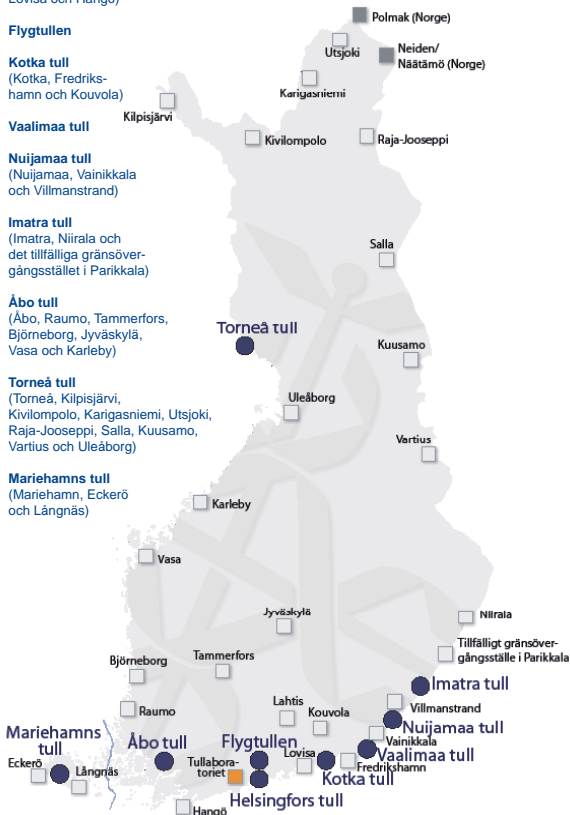 Lovisa och Hangö)
Flygtullen
Kotka tull
(Kotka, Fredriks-
hamn och Kouvola)
Vaalimaa tull
Nuijamaa tull
(Nuijamaa, Vainikkala
och Villmanstrand)
Imatra tull
(Imatra, Niirala och
det tillfälliga gränsöver-
gångsstället i Parikkala)
Åbo tull
(Åbo, Raumo, Tammerfors,
Björneborg, Jyväskylä,
Vasa och Karleby)
Torneå tull
(Torneå, Kilpisjärvi,
Kivilompolo, Karigasniemi, Utsjoki,
Raja-Jooseppi, Salla, Kuusamo,
Vartius och Uleåborg)
Mariehamns tull
(Mariehamn, Eckerö
och Långnäs)
Polmak (Norge)
Utsjoki
Neiden/
Näätämö (Norge)
Karigasniemi
Kilpisjärvi
Kivilompolo
Raja-Jooseppi
Salla
Torneå tull
Kuusamo
Uleåborg
Vartius
Karleby
Vasa
Jyväskylä
Niirala
Tillfälligt gränsöver-
gångsställe i Parikkala
Björneborg
Tammerfors
Imatra tull
Villmanstrand
Raumo
Lahtis
Kouvola
Nuijamaa tull
Vainikkala
Mariehamns
tull
Åbo tull
Flygtullen
Lovisa
Vaalimaa tull
Fredrikshamn
Eckerö
Långnäs
Tullabora-
toriet
Kotka tull
Helsingfors tull
Hangö